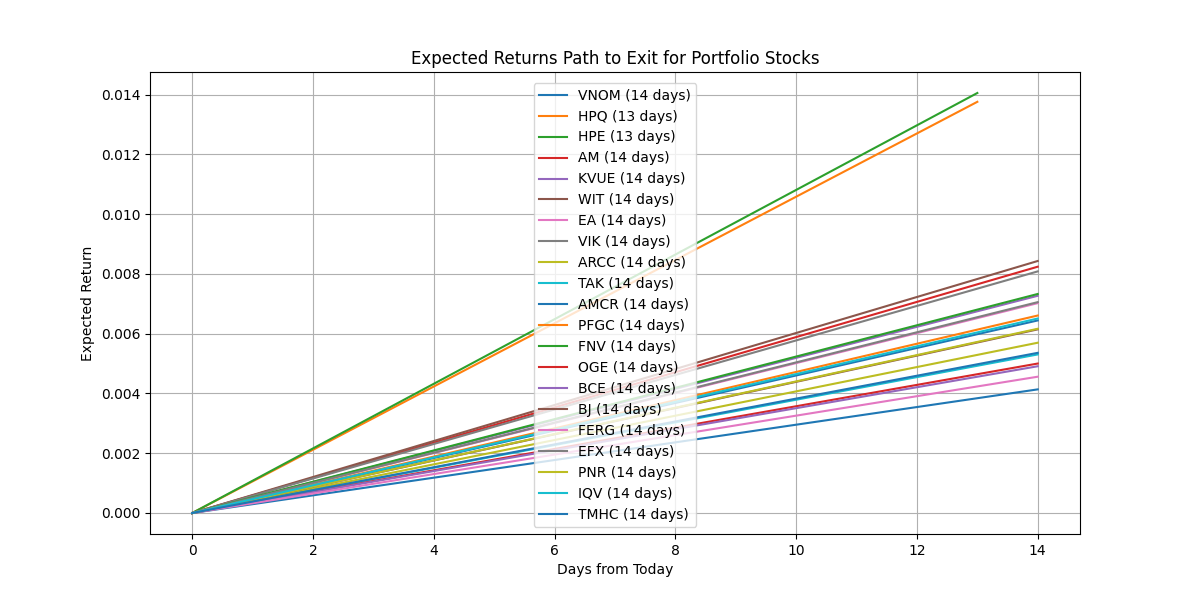 Expected Returns Path to Exit for Portfolio Stocks
Expected Return
0.014
0.012
0.010
0.008
0.006
0.004
0.002
0.000
VNOM (14 days)
HPQ (13 days)
HPE (13 days)
AM (14 days)
KVUE (14 days)
WIT (14 days)
EA (14 days)
VIK (14 days)
ARCC (14 days)
TAK (14 days)
AMCR (14 days)
PFGC (14 days)
FNV (14 days)
OGE (14 days)
BCE (14 days)
BJ (14 days)
FERG (14 days)
EFX (14 days)
PNR (14 days)
IQV (14 days)
TMHC (14 days)
0 2 4 6 8 10 12 14
Days from Today